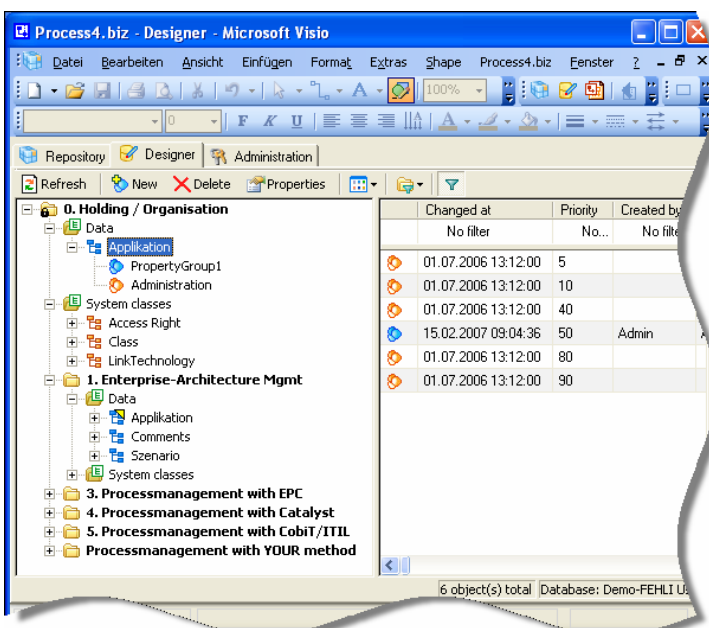 Process4.biz - Designer - Microsoft Visio
Datei Bearbeiten Ansicht Einfügen Format Extras Shape Process4.biz Fenster ?
100%
0 F K U
Repository Designer Administration
Refresh New Delete Properties
0. Holding / Organisation
Data
Applikation
PropertyGroup1
Administration
System classes
Access Right
Class
LinkTechnology
1. Enterprise-Architecture Mgmt
Data
Applikation
Comments
Szenario
System classes
3. Processmanagement with EPC
4. Processmanagement with Catalyst
5. Processmanagement with CobiT/ITIL
Processmanagement with YOUR method
Changed at Priority Created by
No filter No... No filte
01.07.2006 13:12:00 5
01.07.2006 13:12:00 10
01.07.2006 13:12:00 40
15.02.2007 09:04:36 50 Admin
01.07.2006 13:12:00 80
01.07.2006 13:12:00 90
6 object(s) total Database: Demo-FEHLI U